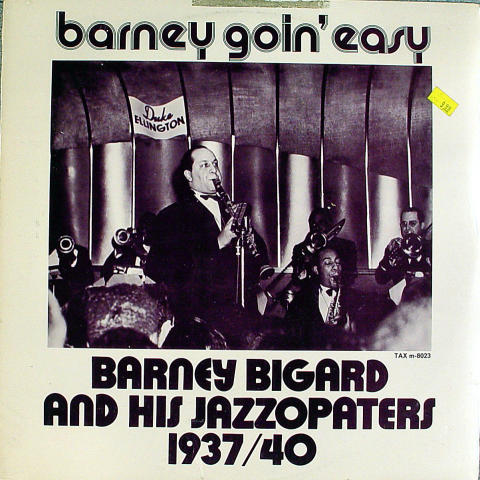 barney goin' easy
Duke
ELLINGTON
TAX m-8023
BARNEY BIGARD
AND HIS JAZZOPATERS
1937/40